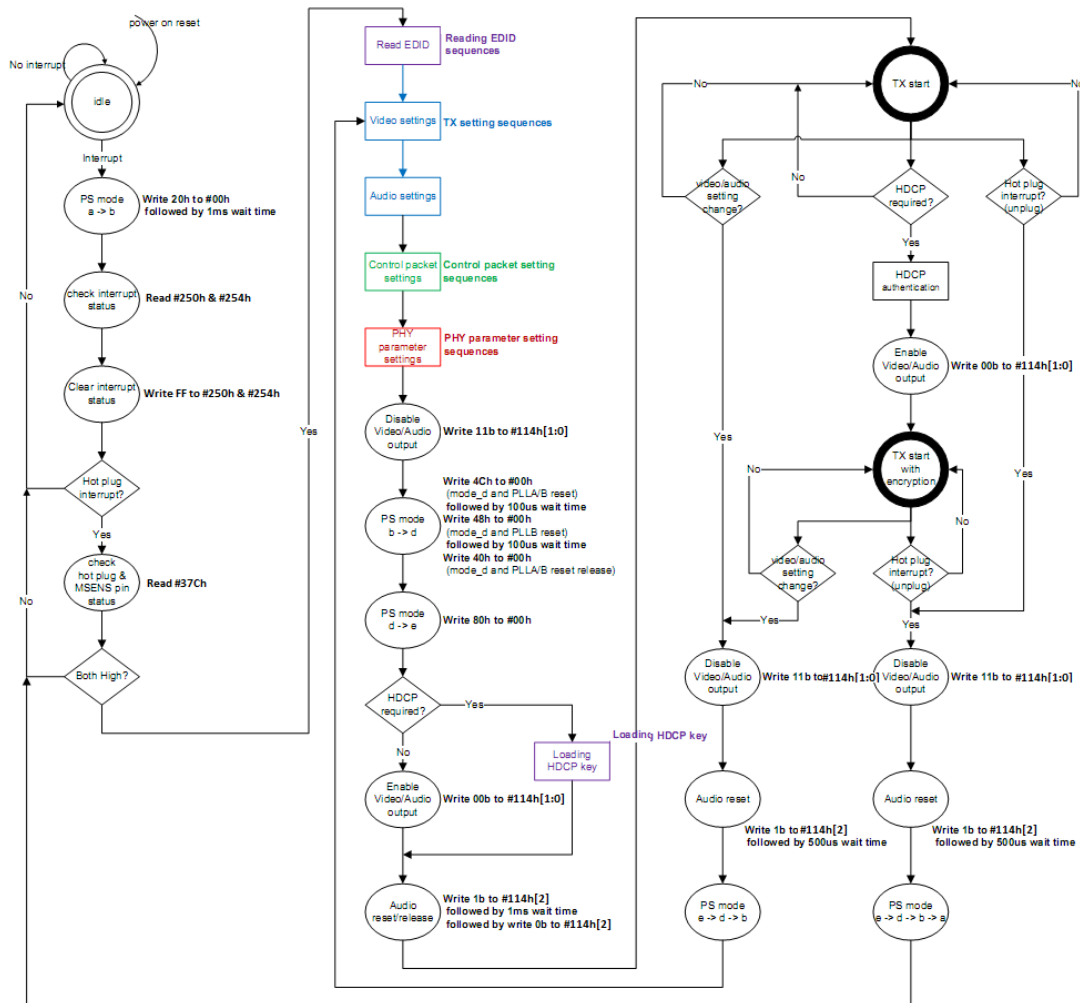 power on reset
No interrupt
idle
Interrupt
PS mode
a -> b
Write 20h to #00h
followed by 1ms wait time
check interrupt
status
Read #250h & #254h
Clear interrupt
status
Write FF to #250h & #254h
Hot plug
interrupt?
No
Yes
check
hot plug &
MSENS pin
status
Read #37Ch
No
Both High?
Yes
Read EDID
Reading EDID
sequences
Video settings
TX setting sequences
Audio settings
Control packet
settings
Control packet setting
sequences
PHY
parameter
settings
PHY parameter setting
sequences
Disable
Video/Audio
output
Write 11b to #114h[1:0]
PS mode
b -> d
Write 4Ch to #00h
(mode_d and PLLA/B reset)
followed by 100us wait time
Write 48h to #00h
(mode_d and PLLB reset)
followed by 100us wait time
Write 40h to #00h
(mode_d and PLLA/B reset release)
PS mode
d -> e
Write 80h to #00h
HDCP
required?
Yes
No
Loading HDCP key
Loading
HDCP key
Enable
Video/Audio
output
Write 00b to #114h[1:0]
Audio
reset/release
Write 1b to #114h[2]
followed by 1ms wait time
followed by write 0b to #114h[2]
TX start
No
No
No
video/audio
setting
change?
HDCP
required?
Hot plug
interrupt?
(unplug)
Yes
HDCP
authentication
Enable
Video/Audio
output
Write 00b to #114h[1:0]
Yes
Yes
TX start
with
encryption
No
No
video/audio
setting
change?
Hot plug
interrupt?
(unplug)
Yes
Yes
Disable
Video/Audio
output
Write 11b to#114h[1:0]
Disable
Video/Audio
output
Write 11b to #114h[1:0]
Audio reset
Write 1b to #114h[2]
followed by 500us wait time
Audio reset
Write 1b to #114h[2]
followed by 500us wait time
PS mode
e -> d -> b
PS mode
e -> d -> b -> a